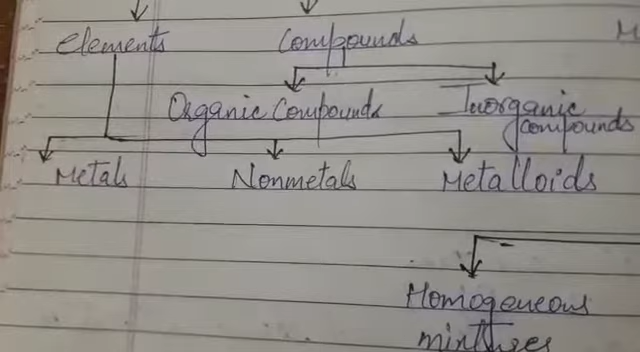 elements Compounds M
Organic Compounds Inorganic
compounds
Metals Nonmetals Metalloids
Homogeneous
mixtures